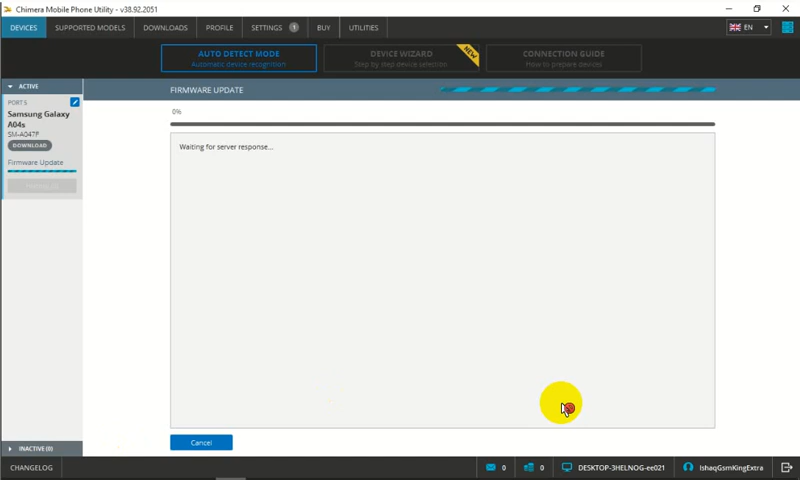 Chimera Mobile Phone Utility - v38.92.2051
DEVICES
SUPPORTED MODELS
DOWNLOADS
PROFILE
SETTINGS 1
BUY
UTILITIES
EN
AUTO DETECT MODE
Automatic device recognition
DEVICE WIZARD
Step by step device selection
NEW
CONNECTION GUIDE
How to prepare devices
ACTIVE
PORT 5
Samsung Galaxy
A04s
SM-A047F
DOWNLOAD
Firmware Update
INACTIVE (0)
FIRMWARE UPDATE
0%
Waiting for server response...
Cancel
CHANGELOG
0
0
DESKTOP-3HELNOG-ee021
IshaqGsmKingExtra